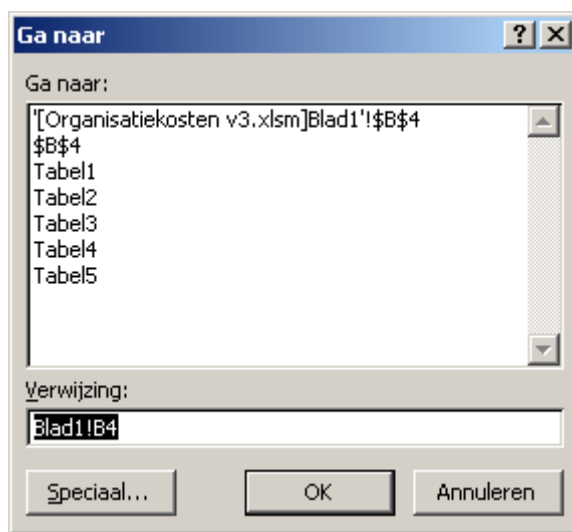 Ga naar
Ga naar:
'[Organisatiekosten v3.xlsm]Blad1'!$B$4
$B$4
Tabel1
Tabel2
Tabel3
Tabel4
Tabel5
Verwijzing:
Blad1!B4
Speciaal... OK Annuleren